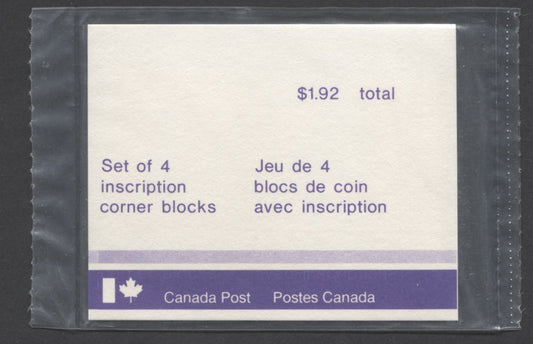 $1.92 total
Set of 4
inscription
corner blocks
Jeu de 4
blocs de coin
avec inscription
Canada Post Postes Canada